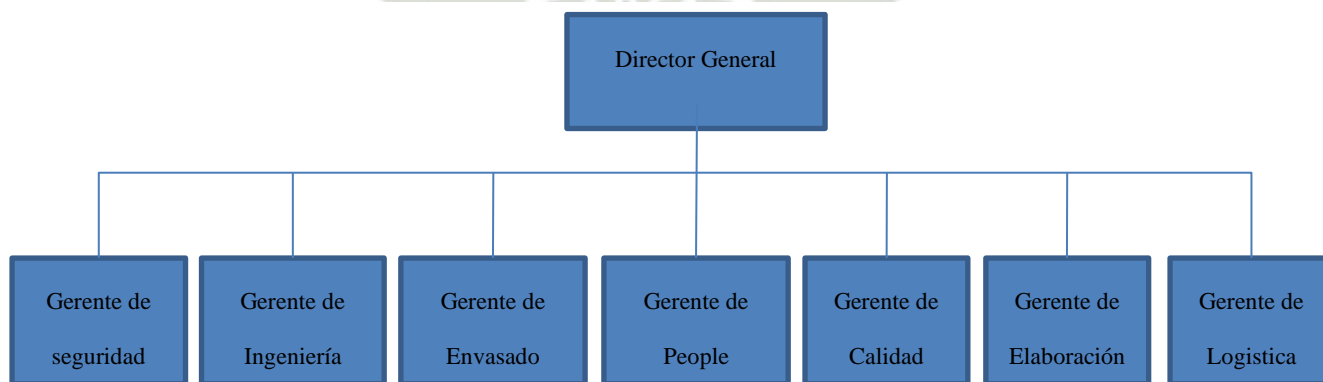 Director General
Gerente de
seguridad
Gerente de
Ingeniería
Gerente de
Envasado
Gerente de
People
Gerente de
Calidad
Gerente de
Elaboración
Gerente de
Logistica